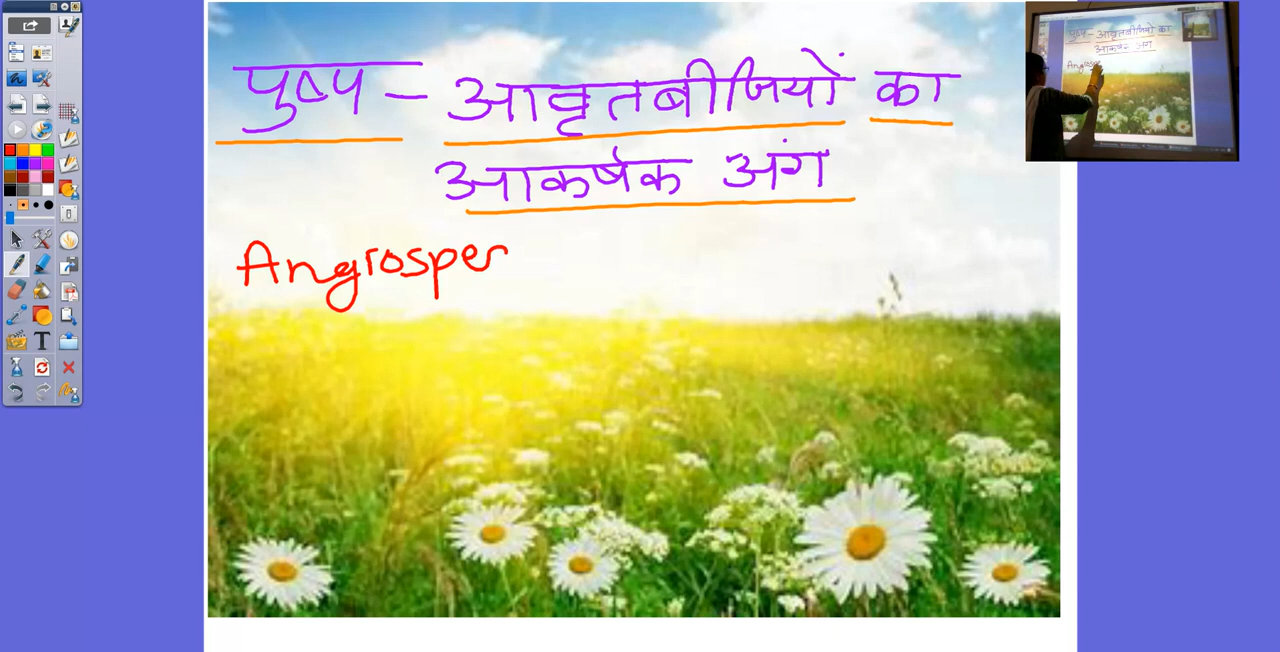 पुष्प - आवृतबीजियों का
आकर्षक अंग
Angrosper